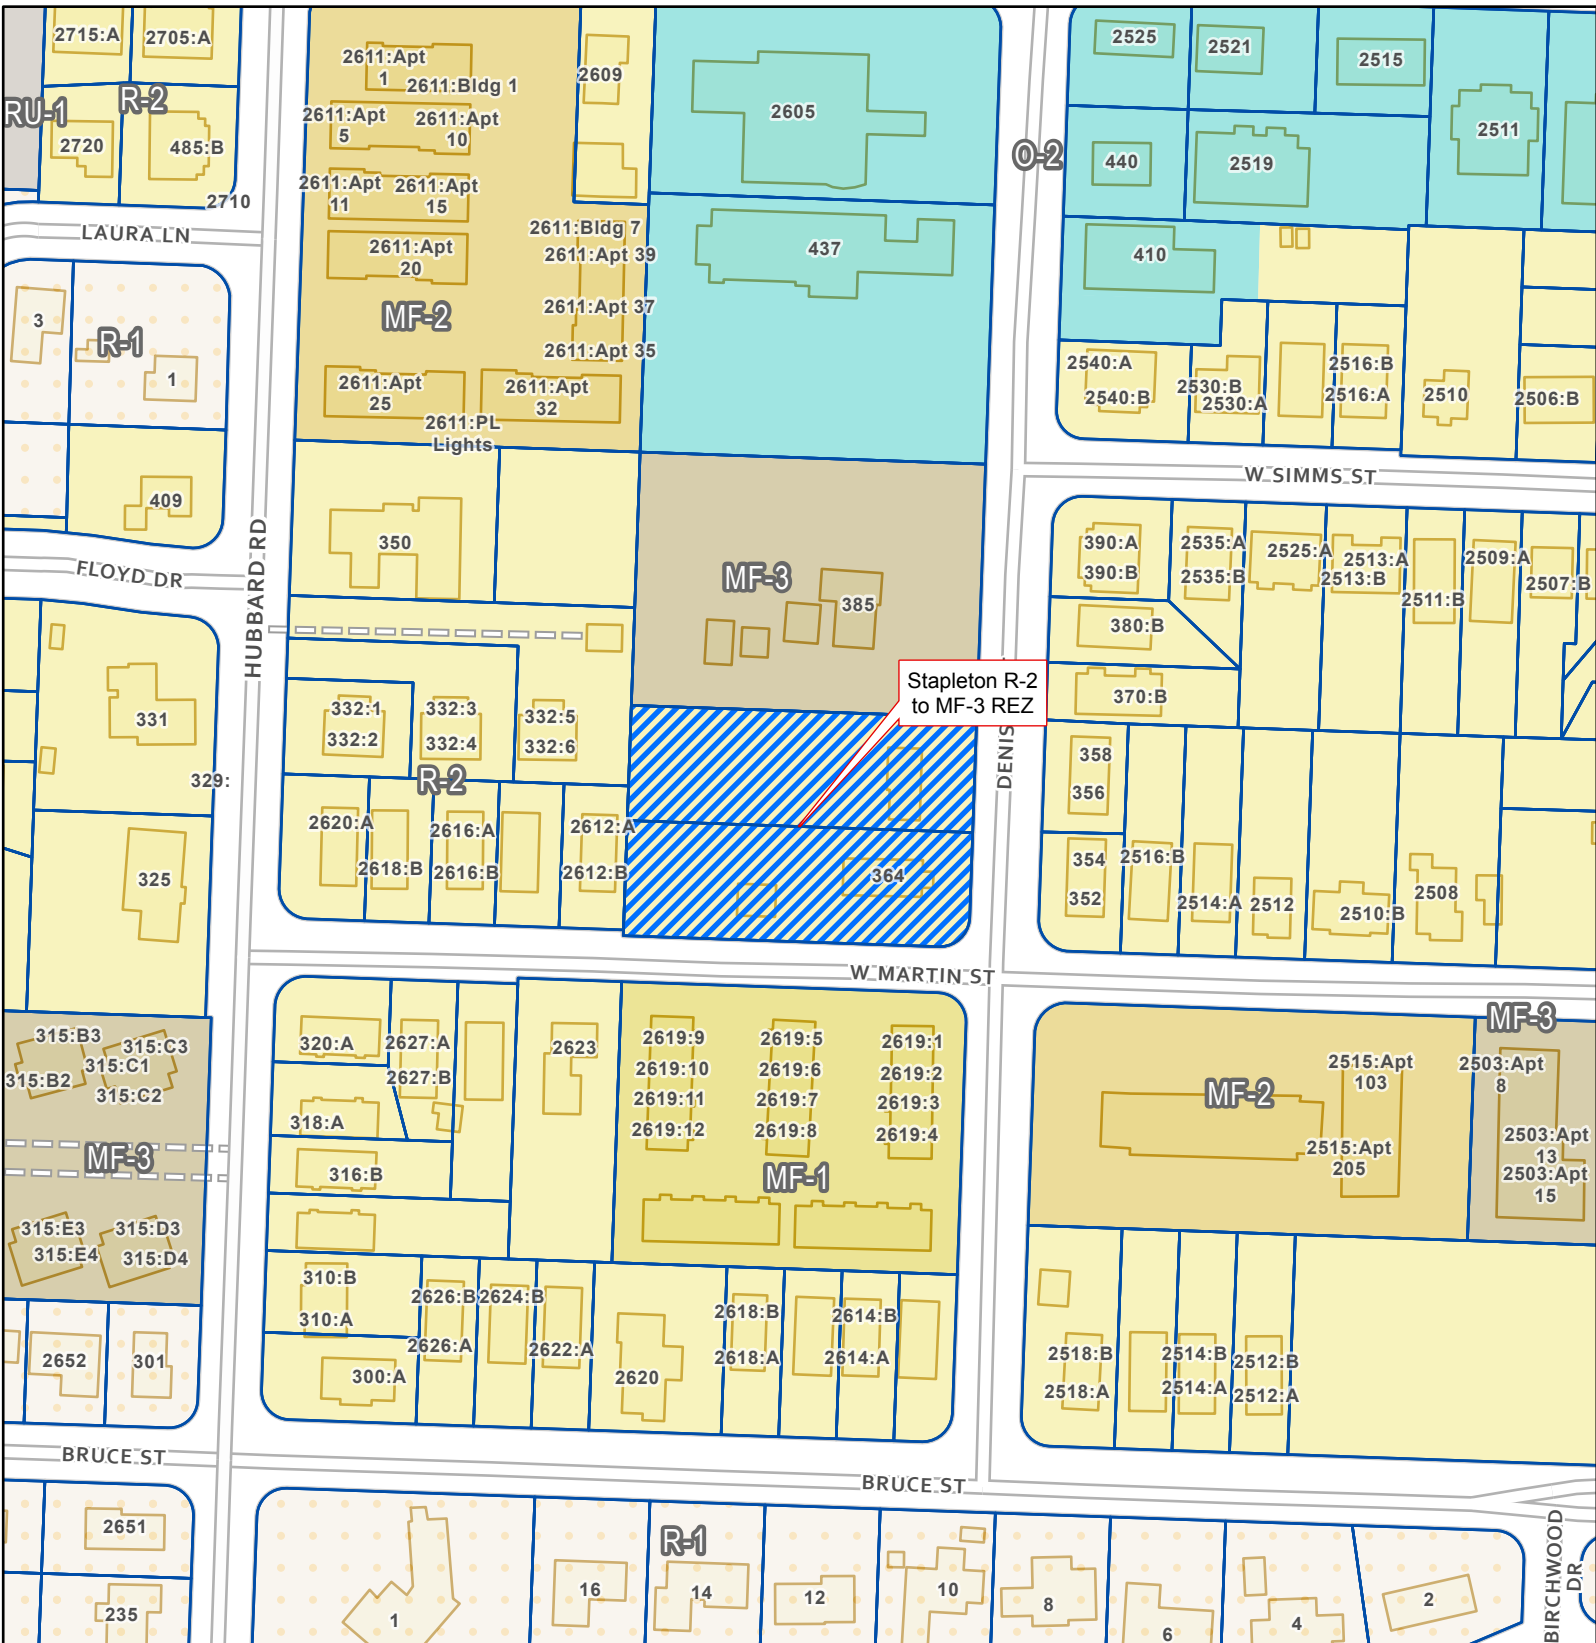 2715:A
2705:A
R-2
RU-1
2720
485:B
2710
LAURA LN
2611:Apt
1
2611:Bldg 1
2611:Apt
5
2611:Apt
10
2611:Apt
11
2611:Apt
15
2611:Apt
20
2609
2611:Bldg 7
2611:Apt 39
2611:Apt 37
2611:Apt 35
MF-2
2611:Apt
25
2611:Apt
32
2611:PL
Lights
2605
437
O-2
2525
2521
2515
2511
440
2519
410
2540:A
2540:B
2530:B
2530:A
2516:B
2516:A
2510
2506:B
W SIMMS ST
3
R-1
1
409
FLOYD DR
HUBBARD RD
350
MF-3
385
Stapleton R-2
to MF-3 REZ
DENIS
390:A
390:B
2535:A
2535:B
2525:A
2513:A
2513:B
2511:B
2509:A
2507:B
380:B
370:B
331
329:
325
332:1
332:2
332:3
332:4
332:5
332:6
R-2
2620:A
2618:B
2616:A
2616:B
2612:A
2612:B
364
358
356
354
352
2516:B
2514:A
2512
2510:B
2508
W MARTIN ST
315:B3
315:C3
315:C1
315:B2
315:C2
MF-3
315:E3
315:D3
315:E4
315:D4
320:A
2627:A
2627:B
318:A
316:B
2623
2619:9
2619:10
2619:11
2619:12
2619:5
2619:6
2619:7
2619:8
2619:1
2619:2
2619:3
2619:4
MF-1
MF-2
2515:Apt
103
2515:Apt
205
MF-3
2503:Apt
8
2503:Apt
13
2503:Apt
15
310:B
310:A
300:A
2626:B
2626:A
2624:B
2622:A
2620
2618:B
2618:A
2614:B
2614:A
2518:B
2518:A
2514:B
2514:A
2512:B
2512:A
2652
301
BRUCE ST
BRUCE ST
2651
235
R-1
1
16
14
12
10
8
6
4
2
BIRCHWOOD
DR